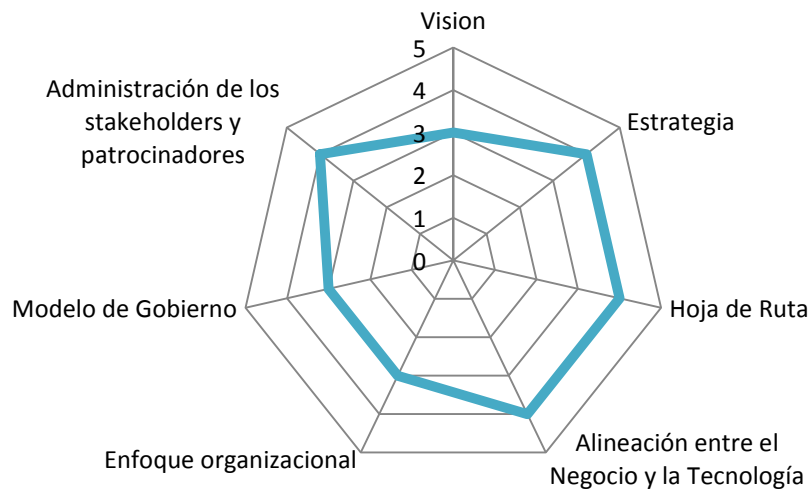 Vision
5
4
3
2
1
0
Estrategia
Hoja de Ruta
Alineación entre el
Negocio y la Tecnología
Enfoque organizacional
Modelo de Gobierno
Administración de los
stakeholders y
patrocinadores